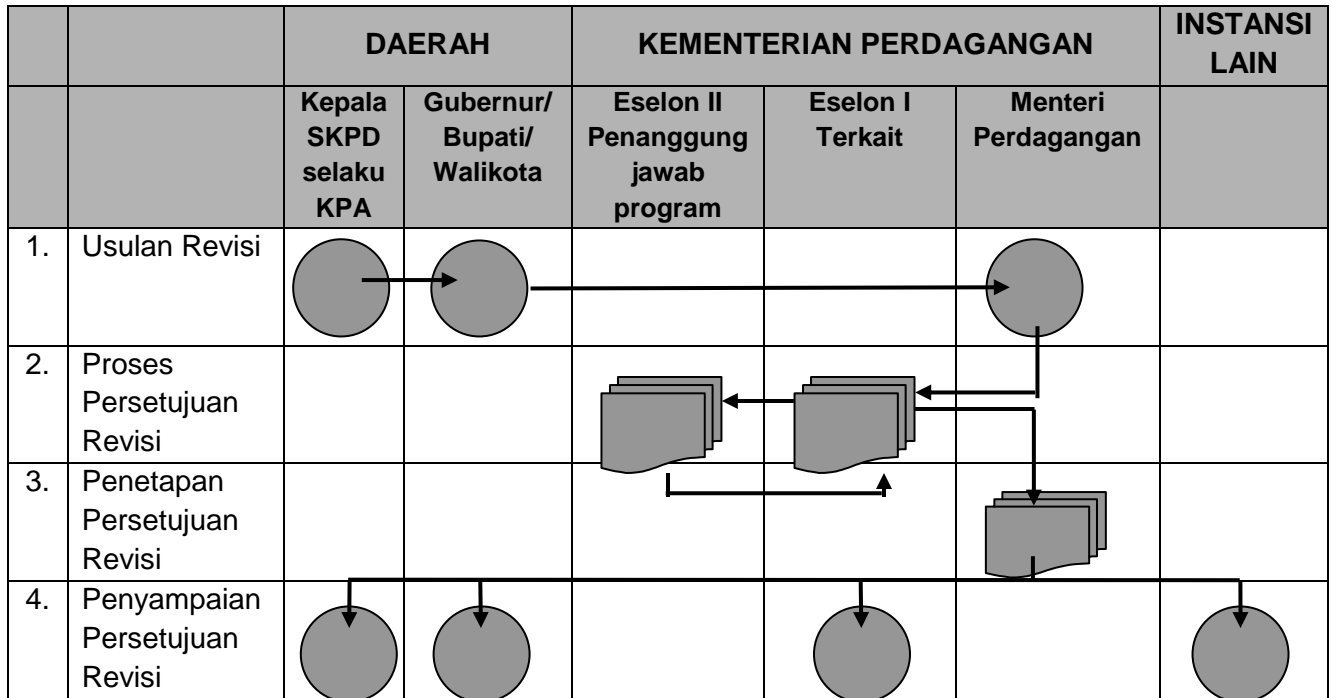 DAERAH
KEMENTERIAN PERDAGANGAN
INSTANSI
LAIN
Kepala
SKPD
selaku
KPA
Gubernur/
Bupati/
Walikota
Eselon II
Penanggung
jawab
program
Eselon I
Terkait
Menteri
Perdagangan
1. Usulan Revisi
2. Proses
Persetujuan
Revisi
3. Penetapan
Persetujuan
Revisi
4. Penyampaian
Persetujuan
Revisi